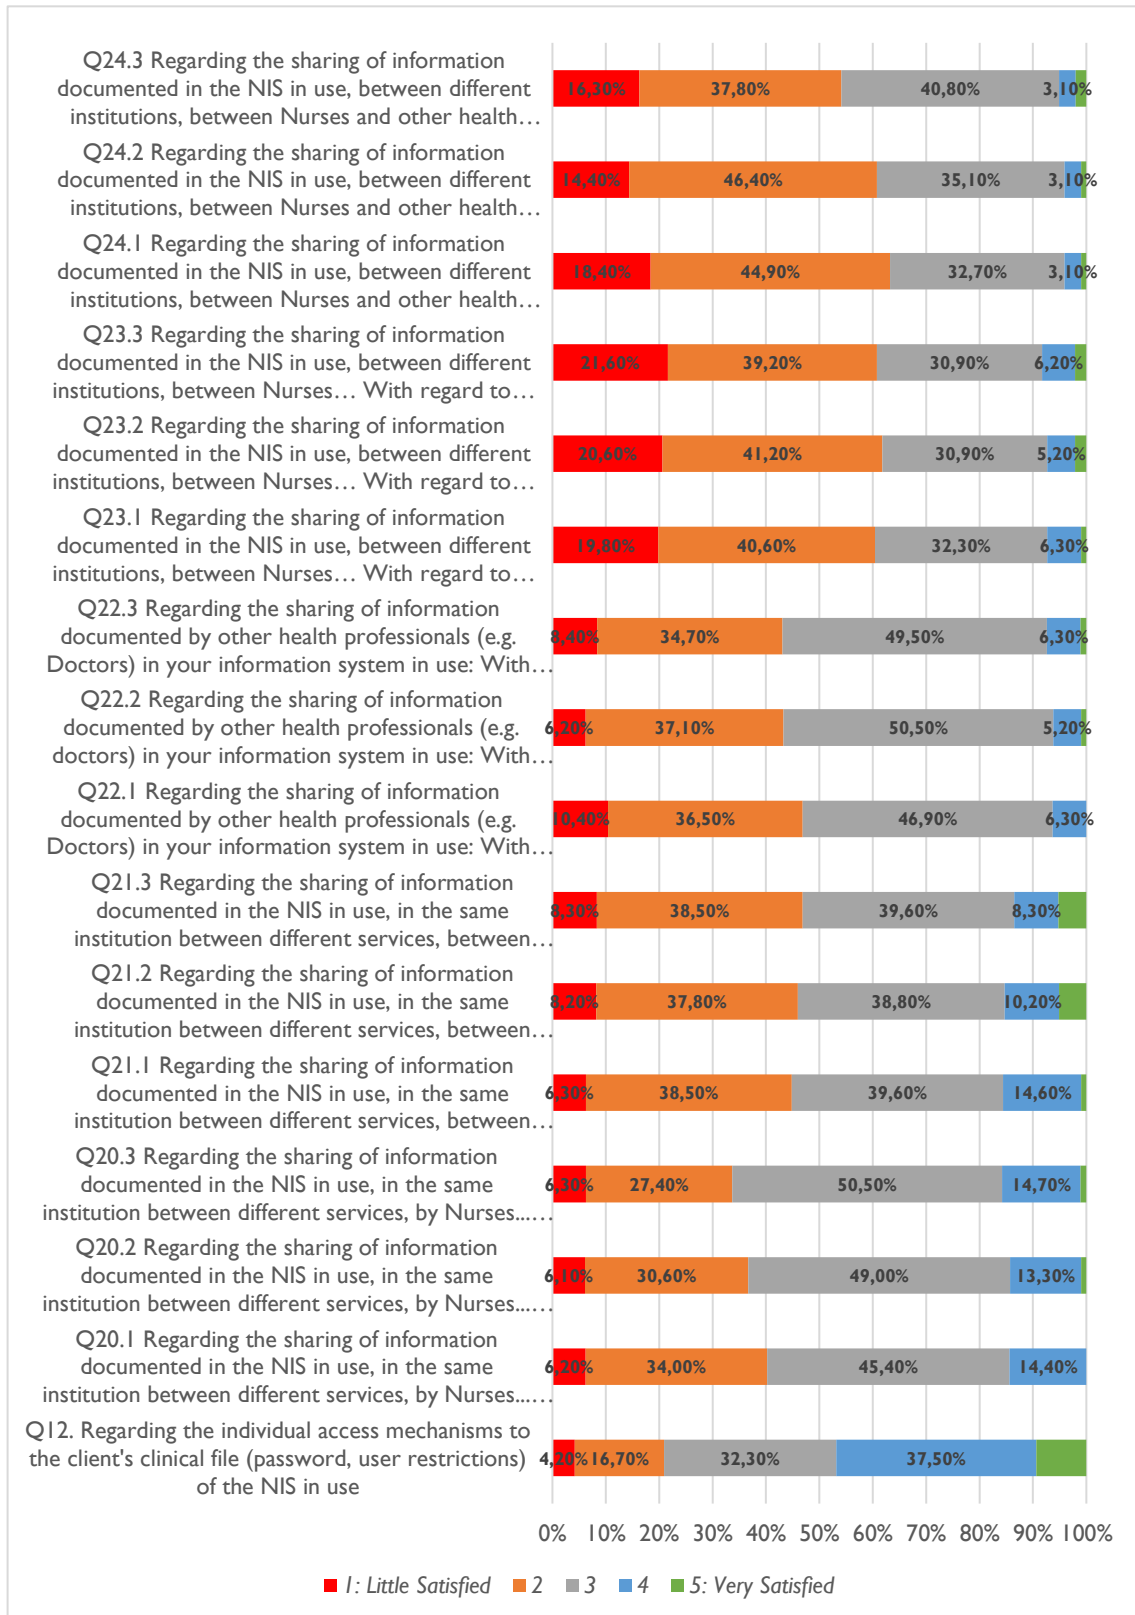 Q24.3 Regarding the sharing of information
documented in the NIS in use, between different
institutions, between Nurses and other health…
16,30% 37,80% 40,80% 3,10%
Q24.2 Regarding the sharing of information
documented in the NIS in use, between different
institutions, between Nurses and other health…
14,40% 46,40% 35,10% 3,10%
Q24.1 Regarding the sharing of information
documented in the NIS in use, between different
institutions, between Nurses and other health…
18,40% 44,90% 32,70% 3,10%
Q23.3 Regarding the sharing of information
documented in the NIS in use, between different
institutions, between Nurses… With regard to…
21,60% 39,20% 30,90% 6,20%
Q23.2 Regarding the sharing of information
documented in the NIS in use, between different
institutions, between Nurses… With regard to…
20,60% 41,20% 30,90% 5,20%
Q23.1 Regarding the sharing of information
documented in the NIS in use, between different
institutions, between Nurses… With regard to…
19,80% 40,60% 32,30% 6,30%
Q22.3 Regarding the sharing of information
documented by other health professionals (e.g.
Doctors) in your information system in use: With…
8,40% 34,70% 49,50% 6,30%
Q22.2 Regarding the sharing of information
documented by other health professionals (e.g.
doctors) in your information system in use: With…
6,20% 37,10% 50,50% 5,20%
Q22.1 Regarding the sharing of information
documented by other health professionals (e.g.
Doctors) in your information system in use: With…
10,40% 36,50% 46,90% 6,30%
Q21.3 Regarding the sharing of information
documented in the NIS in use, in the same
institution between different services, between…
8,30% 38,50% 39,60% 8,30%
Q21.2 Regarding the sharing of information
documented in the NIS in use, in the same
institution between different services, between…
8,20% 37,80% 38,80% 10,20%
Q21.1 Regarding the sharing of information
documented in the NIS in use, in the same
institution between different services, between…
6,30% 38,50% 39,60% 14,60%
Q20.3 Regarding the sharing of information
documented in the NIS in use, in the same
institution between different services, by Nurses...…
6,30% 27,40% 50,50% 14,70%
Q20.2 Regarding the sharing of information
documented in the NIS in use, in the same
institution between different services, by Nurses...…
6,10% 30,60% 49,00% 13,30%
Q20.1 Regarding the sharing of information
documented in the NIS in use, in the same
institution between different services, by Nurses...…
6,20% 34,00% 45,40% 14,40%
Q12. Regarding the individual access mechanisms to
the client's clinical file (password, user restrictions)
of the NIS in use
4,20% 16,70% 32,30% 37,50%
0% 10% 20% 30% 40% 50% 60% 70% 80% 90% 100%
1: Little Satisfied 2 3 4 5: Very Satisfied